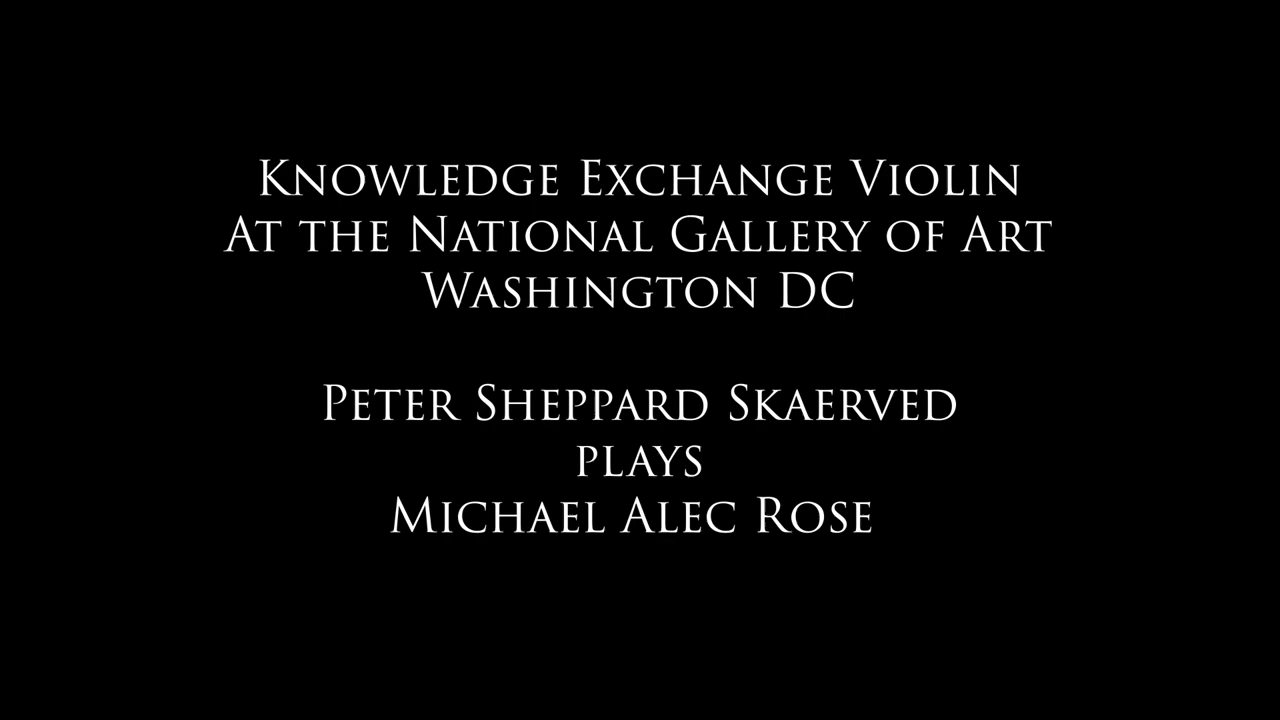 Knowledge Exchange Violin
At the National Gallery of Art
Washington DC
Peter Sheppard Skaerved
plays
Michael Alec Rose